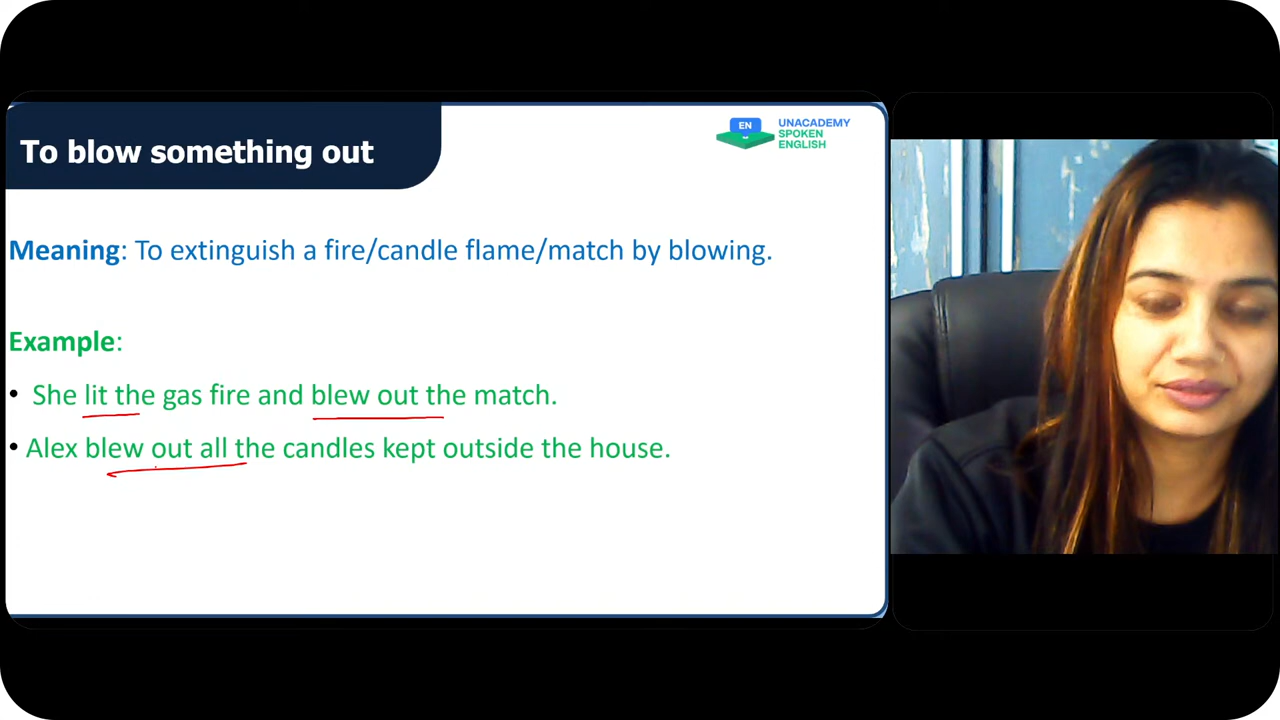 To blow something out
EN
UNACADEMY
SPOKEN
ENGLISH
Meaning: To extinguish a fire/candle flame/match by blowing.
Example:
• She lit the gas fire and blew out the match.
• Alex blew out all the candles kept outside the house.